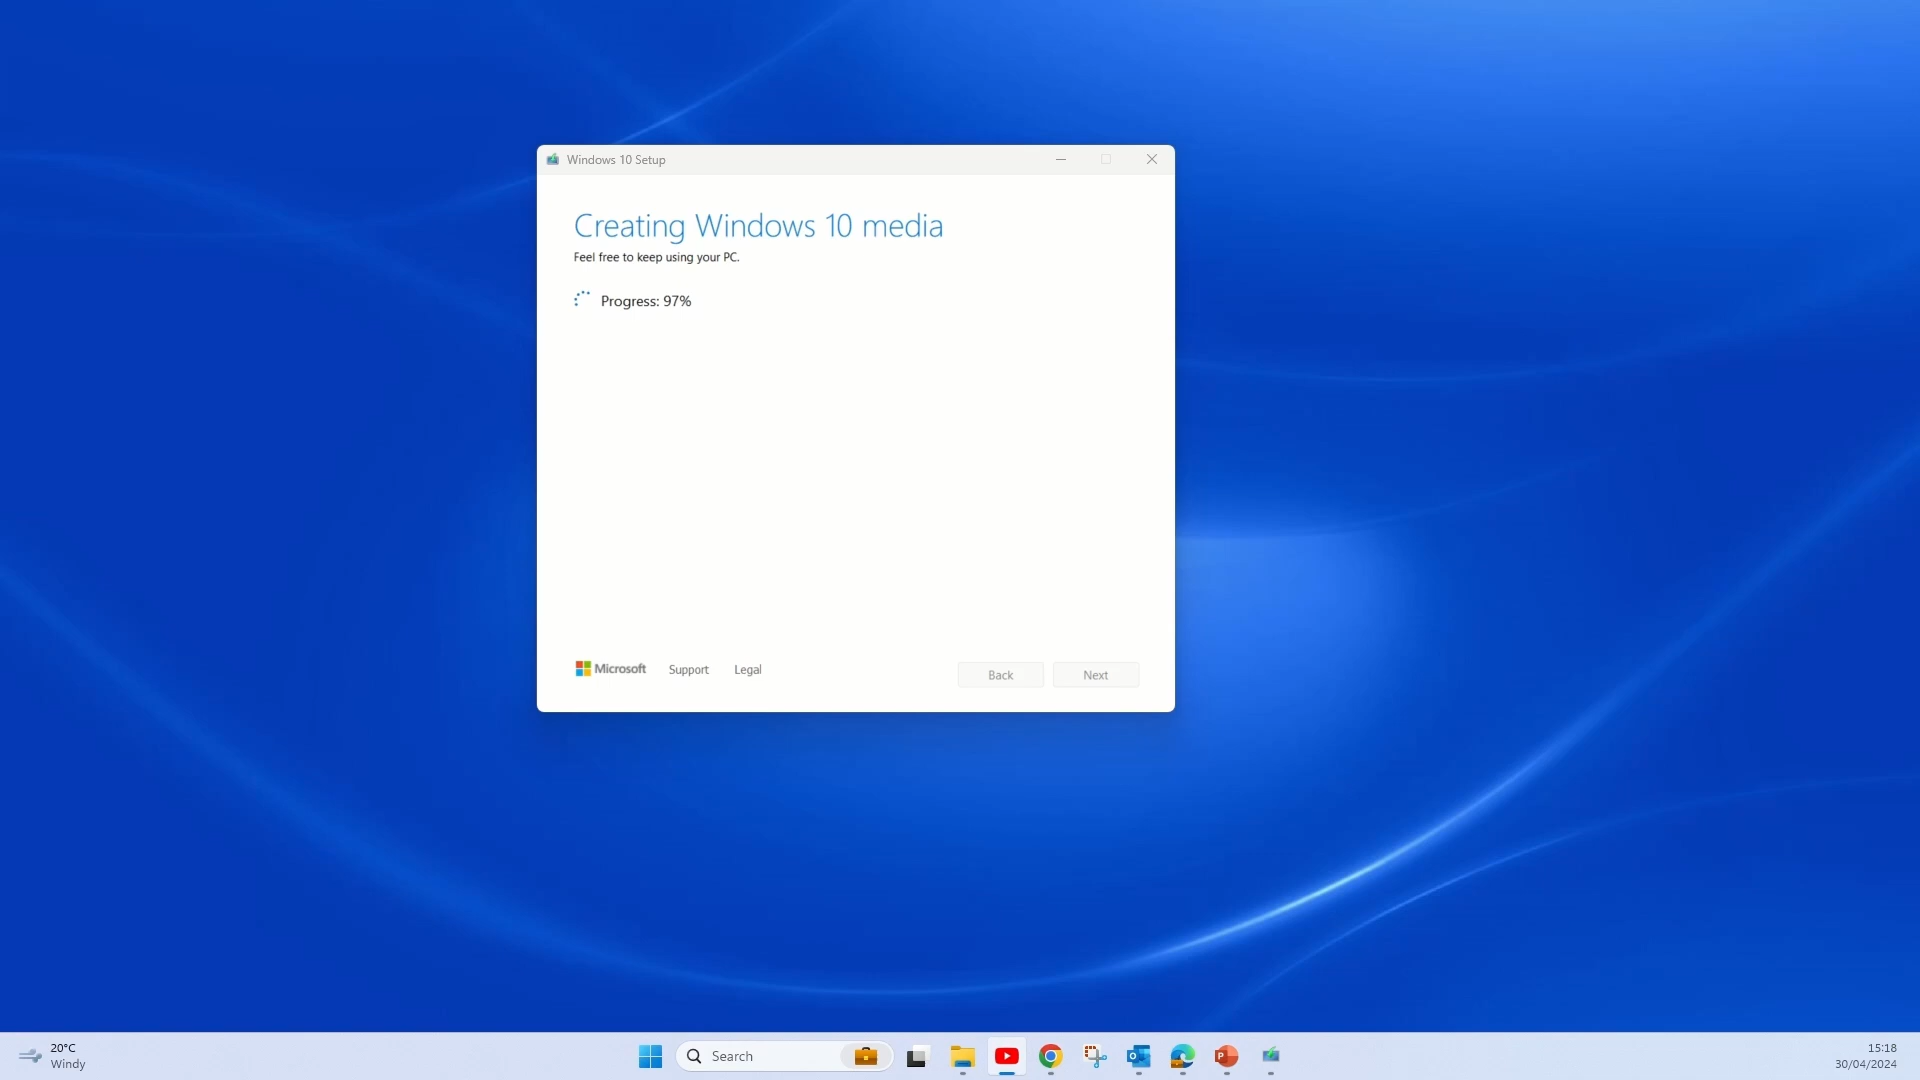 Windows 10 Setup
Creating Windows 10 media
Feel free to keep using your PC.
Progress: 97%
Microsoft Support Legal
Back Next
20°C
Windy
Search
15:18
30/04/2024